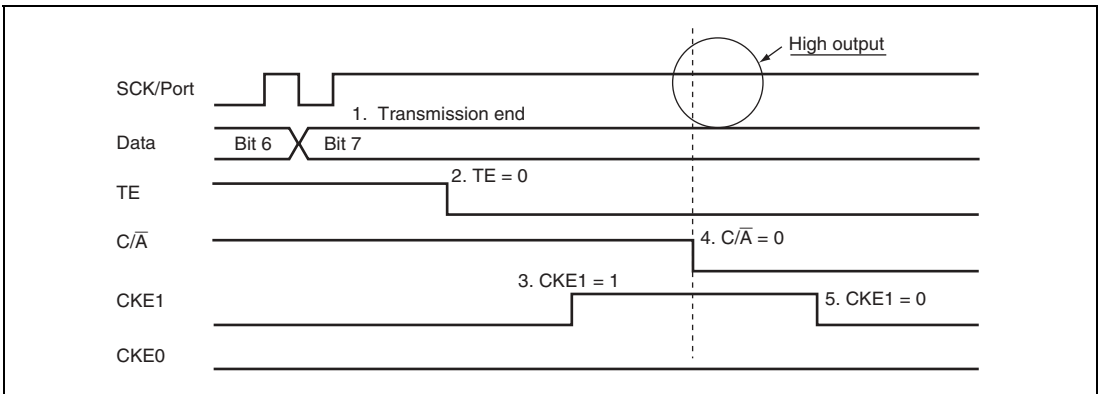 High output
SCK/Port
1. Transmission end
Data
Bit 6
Bit 7
2. TE = 0
TE
C/A̅
4. C/A̅ = 0
3. CKE1 = 1
CKE1
5. CKE1 = 0
CKE0